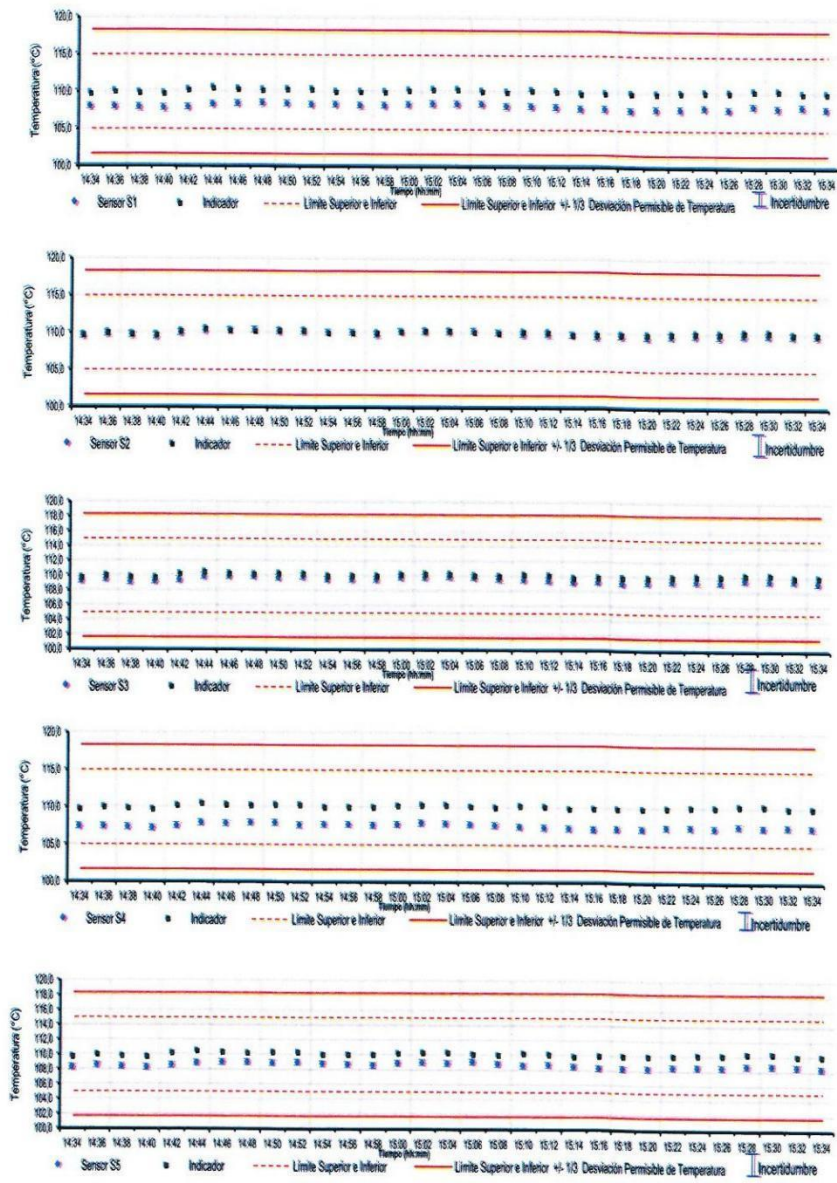 Temperatura (°C)
120,0
115,0
110,0
105,0
100,0
14:34 14:36 14:38 14:40 14:42 14:44 14:46 14:48 14:50 14:52 14:54 14:56 14:58 15:00 15:02 15:04 15:06 15:08 15:10 15:12 15:14 15:16 15:18 15:20 15:22 15:24 15:26 15:28 15:30 15:32 15:34
Tiempo (hh:mm)
Sensor S1 Indicador Límite Superior e Inferior Límite Superior e Inferior +/- 1/3 Desviación Permisible de Temperatura Incertidumbre
Temperatura (°C)
120,0
115,0
110,0
105,0
100,0
14:34 14:36 14:38 14:40 14:42 14:44 14:46 14:48 14:50 14:52 14:54 14:56 14:58 15:00 15:02 15:04 15:06 15:08 15:10 15:12 15:14 15:16 15:18 15:20 15:22 15:24 15:26 15:28 15:30 15:32 15:34
Tiempo (hh:mm)
Sensor S2 Indicador Límite Superior e Inferior Límite Superior e Inferior +/- 1/3 Desviación Permisible de Temperatura Incertidumbre
Temperatura (°C)
120,0
118,0
116,0
114,0
112,0
110,0
108,0
106,0
104,0
102,0
100,0
14:34 14:36 14:38 14:40 14:42 14:44 14:46 14:48 14:50 14:52 14:54 14:56 14:58 15:00 15:02 15:04 15:06 15:08 15:10 15:12 15:14 15:16 15:18 15:20 15:22 15:24 15:26 15:28 15:30 15:32 15:34
Tiempo (hh:mm)
Sensor S3 Indicador Límite Superior e Inferior Límite Superior e Inferior +/- 1/3 Desviación Permisible de Temperatura Incertidumbre
Temperatura (°C)
120,0
115,0
110,0
105,0
100,0
14:34 14:36 14:38 14:40 14:42 14:44 14:46 14:48 14:50 14:52 14:54 14:56 14:58 15:00 15:02 15:04 15:06 15:08 15:10 15:12 15:14 15:16 15:18 15:20 15:22 15:24 15:26 15:28 15:30 15:32 15:34
Tiempo (hh:mm)
Sensor S4 Indicador Límite Superior e Inferior Límite Superior e Inferior +/- 1/3 Desviación Permisible de Temperatura Incertidumbre
Temperatura (°C)
120,0
118,0
116,0
114,0
112,0
110,0
108,0
106,0
104,0
102,0
100,0
14:34 14:36 14:38 14:40 14:42 14:44 14:46 14:48 14:50 14:52 14:54 14:56 14:58 15:00 15:02 15:04 15:06 15:08 15:10 15:12 15:14 15:16 15:18 15:20 15:22 15:24 15:26 15:28 15:30 15:32 15:34
Tiempo (hh:mm)
Sensor S5 Indicador Límite Superior e Inferior Límite Superior e Inferior +/- 1/3 Desviación Permisible de Temperatura Incertidumbre